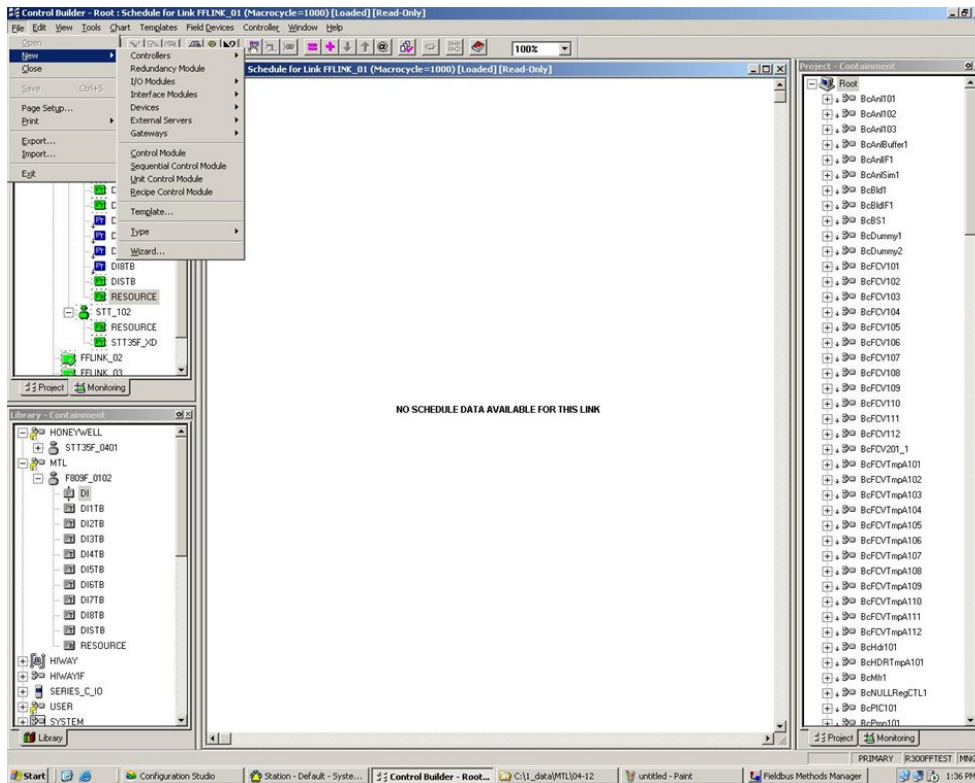 Control Builder - Root : Schedule for Link FFLINK_01 (Macrocycle=1000) [Loaded] [Read-Only]
File Edit View Tools Chart Templates Field Devices Controller Window Help
100%
Open
New
Close
Save Ctrl+S
Page Setup...
Print
Export...
Import...
Exit
Controllers
Redundancy Module
I/O Modules
Interface Modules
Devices
External Servers
Gateways
Control Module
Sequential Control Module
Unit Control Module
Recipe Control Module
Template...
Type
Wizard...
DI8TB
DISTB
RESOURCE
STT_102
RESOURCE
STT35F_XD
FFLINK_02
FFLINK_03
Project Monitoring
Library - Containment
HONEYWELL
STT35F_0401
MTL
F809F_0102
DI
DI1TB
DI2TB
DI3TB
DI4TB
DI5TB
DI6TB
DI7TB
DI8TB
DISTB
RESOURCE
HIWAY
HIWAYIF
SERIES_C_IO
USER
SYSTEM
Library
Schedule for Link FFLINK_01 (Macrocycle=1000) [Loaded] [Read-Only]
NO SCHEDULE DATA AVAILABLE FOR THIS LINK
Project - Containment
Root
BcAnl101
BcAnl102
BcAnl103
BcAnlBuffer1
BcAnlIF1
BcAnlSim1
BcBld1
BcBldIF1
BcBS1
BcDummy1
BcDummy2
BcFCV101
BcFCV102
BcFCV103
BcFCV104
BcFCV105
BcFCV106
BcFCV107
BcFCV108
BcFCV109
BcFCV110
BcFCV111
BcFCV112
BcFCV201_1
BcFCVTmpA101
BcFCVTmpA102
BcFCVTmpA103
BcFCVTmpA104
BcFCVTmpA105
BcFCVTmpA106
BcFCVTmpA107
BcFCVTmpA108
BcFCVTmpA109
BcFCVTmpA110
BcFCVTmpA111
BcFCVTmpA112
BcHdr101
BcHDRTmpA101
BcMfr1
BcNULLRegCTL1
BcPIC101
BcPmp101
Project Monitoring
PRIMARY R300FFTEST
Start Configuration Studio Station - Default - Syste... Control Builder - Root... C:\1_data\MTL\04-12 untitled - Paint Fieldbus Methods Manager 1:36 PM